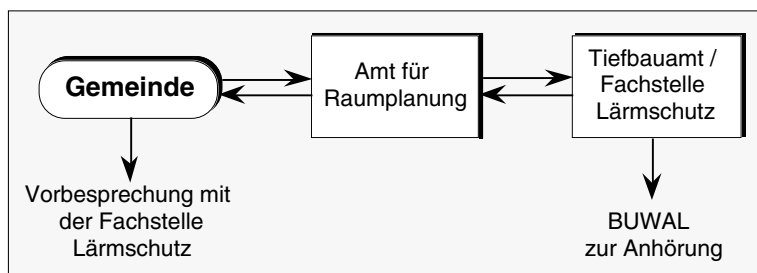 Gemeinde
Amt für
Raumplanung
Tiefbauamt /
Fachstelle
Lärmschutz
Vorbesprechung mit
der Fachstelle
Lärmschutz
BUWAL
zur Anhörung